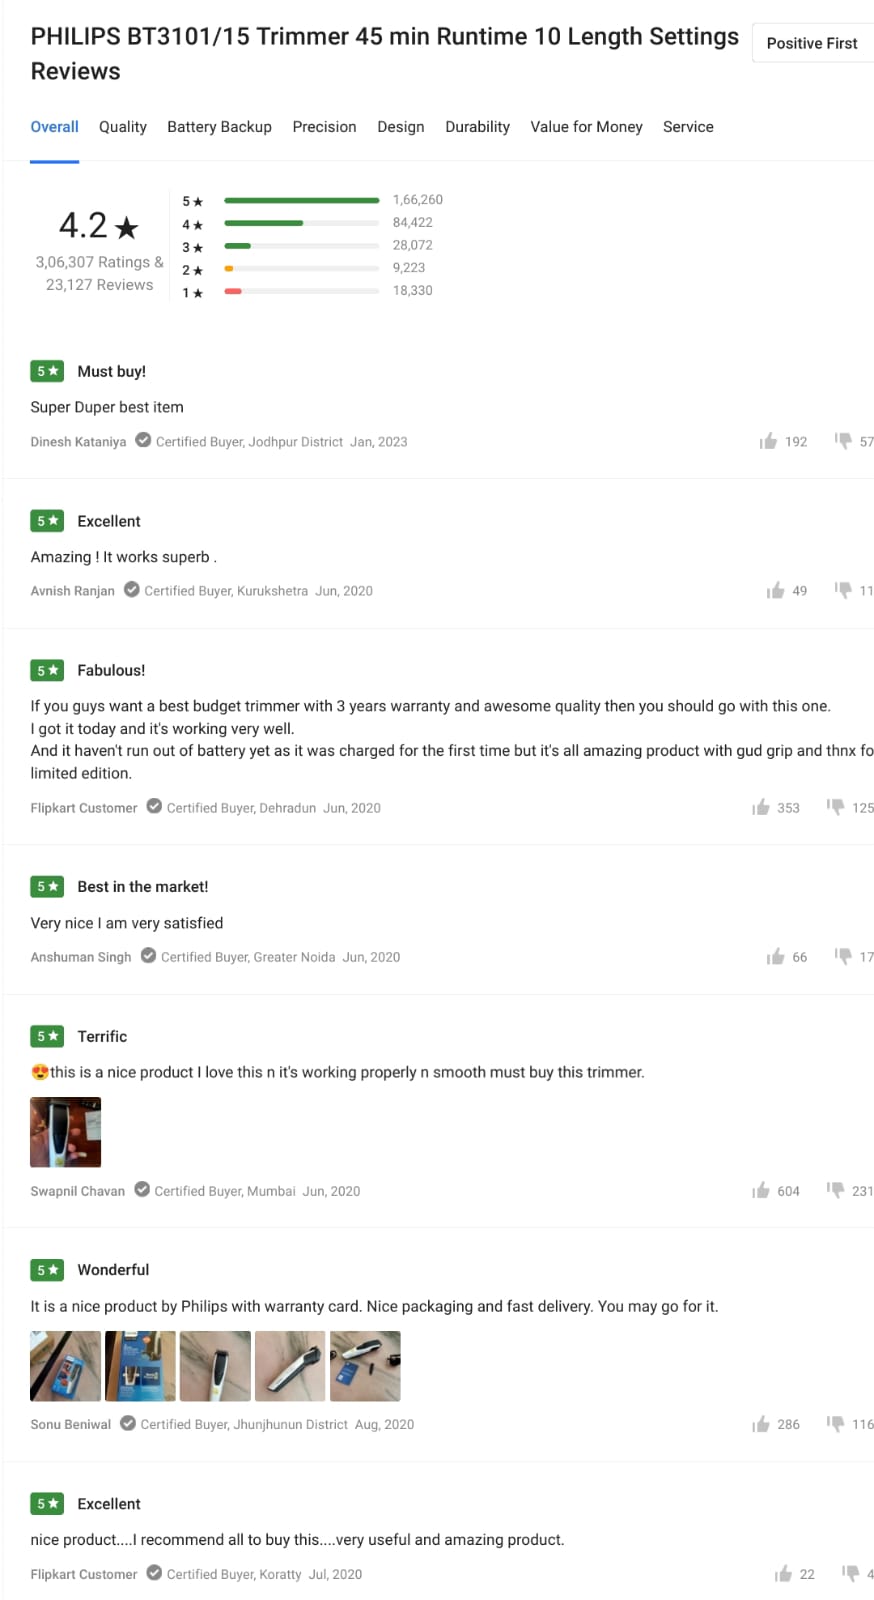 PHILIPS BT3101/15 Trimmer 45 min Runtime 10 Length Settings
Reviews
Positive First
Overall Quality Battery Backup Precision Design Durability Value for Money Service
4.2★
3,06,307 Ratings &
23,127 Reviews
5★ 1,66,260
4★ 84,422
3★ 28,072
2★ 9,223
1★ 18,330
5★ Must buy!
Super Duper best item
Dinesh Kataniya Certified Buyer, Jodhpur District Jan, 2023 192 57
5★ Excellent
Amazing ! It works superb .
Avnish Ranjan Certified Buyer, Kurukshetra Jun, 2020 49 11
5★ Fabulous!
If you guys want a best budget trimmer with 3 years warranty and awesome quality then you should go with this one.
I got it today and it's working very well.
And it haven't run out of battery yet as it was charged for the first time but it's all amazing product with gud grip and thnx fo
limited edition.
Flipkart Customer Certified Buyer, Dehradun Jun, 2020 353 125
5★ Best in the market!
Very nice I am very satisfied
Anshuman Singh Certified Buyer, Greater Noida Jun, 2020 66 17
5★ Terrific
😍this is a nice product I love this n it's working properly n smooth must buy this trimmer.
Swapnil Chavan Certified Buyer, Mumbai Jun, 2020 604 231
5★ Wonderful
It is a nice product by Philips with warranty card. Nice packaging and fast delivery. You may go for it.
Sonu Beniwal Certified Buyer, Jhunjhunun District Aug, 2020 286 116
5★ Excellent
nice product....I recommend all to buy this....very useful and amazing product.
Flipkart Customer Certified Buyer, Koratty Jul, 2020 22 4